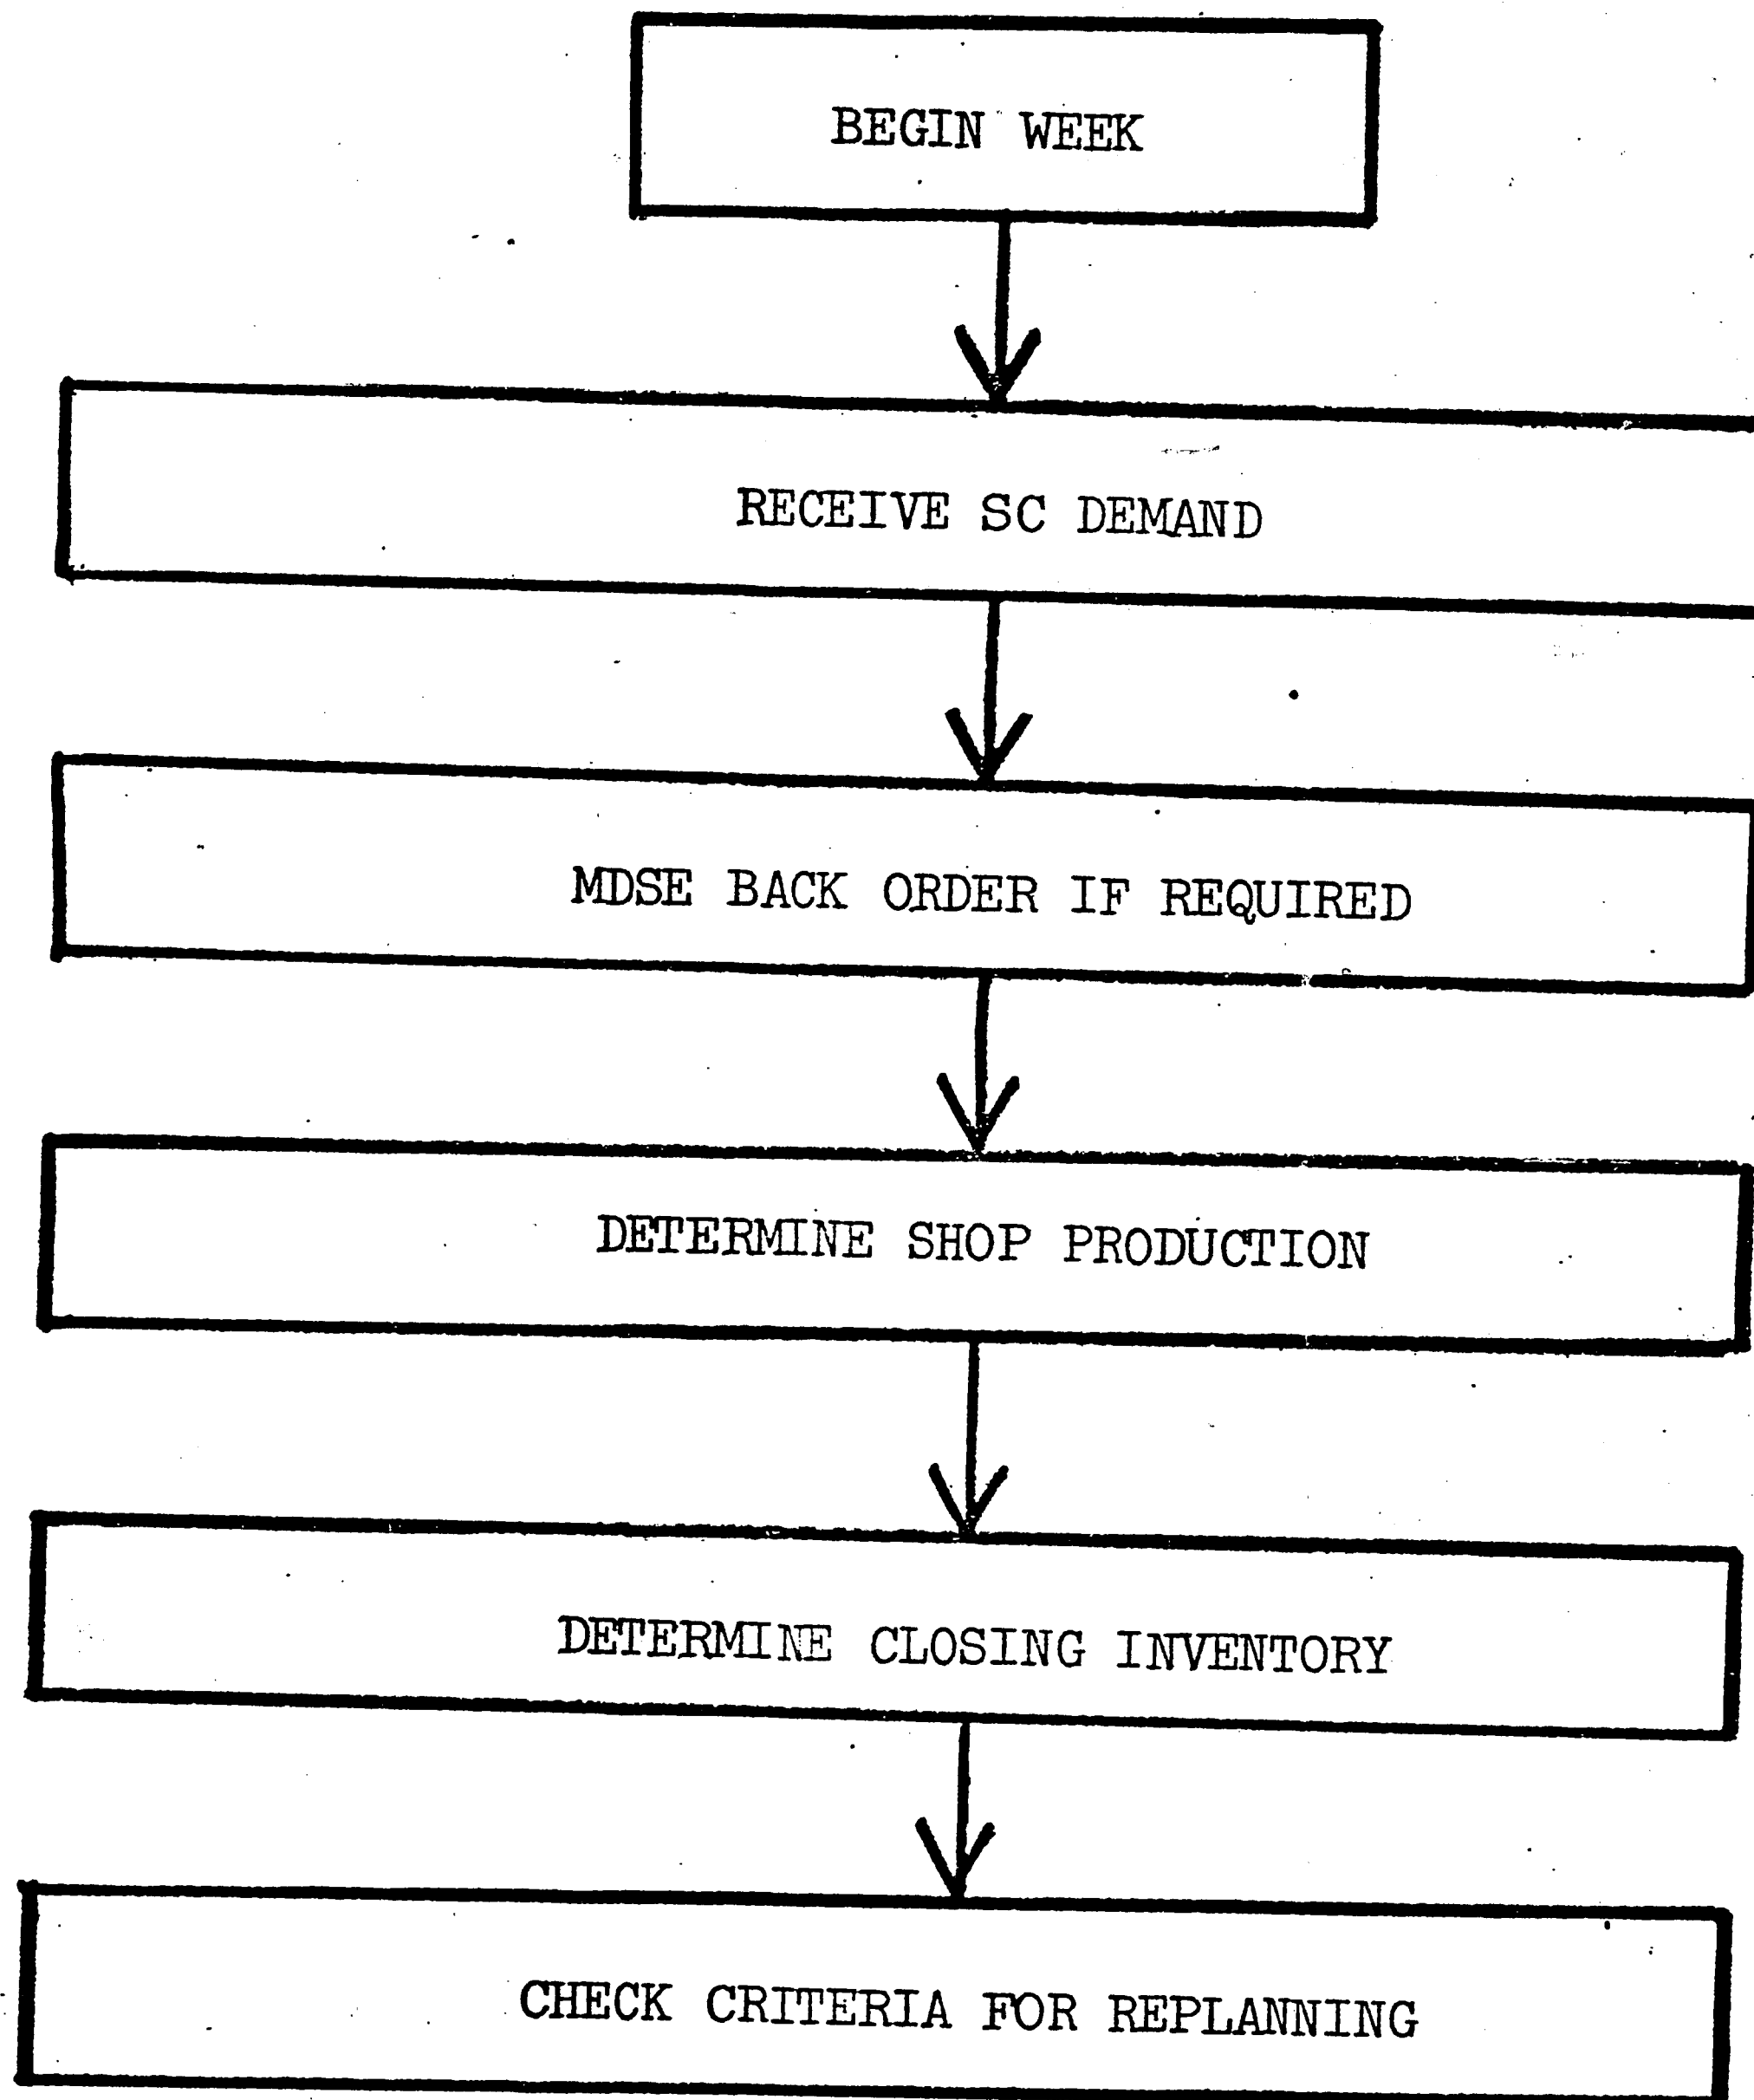 BEGIN WEEK
RECEIVE SC DEMAND
MDSE BACK ORDER IF REQUIRED
DETERMINE SHOP PRODUCTION
DETERMINE CLOSING INVENTORY
CHECK CRITERIA FOR REPLANNING